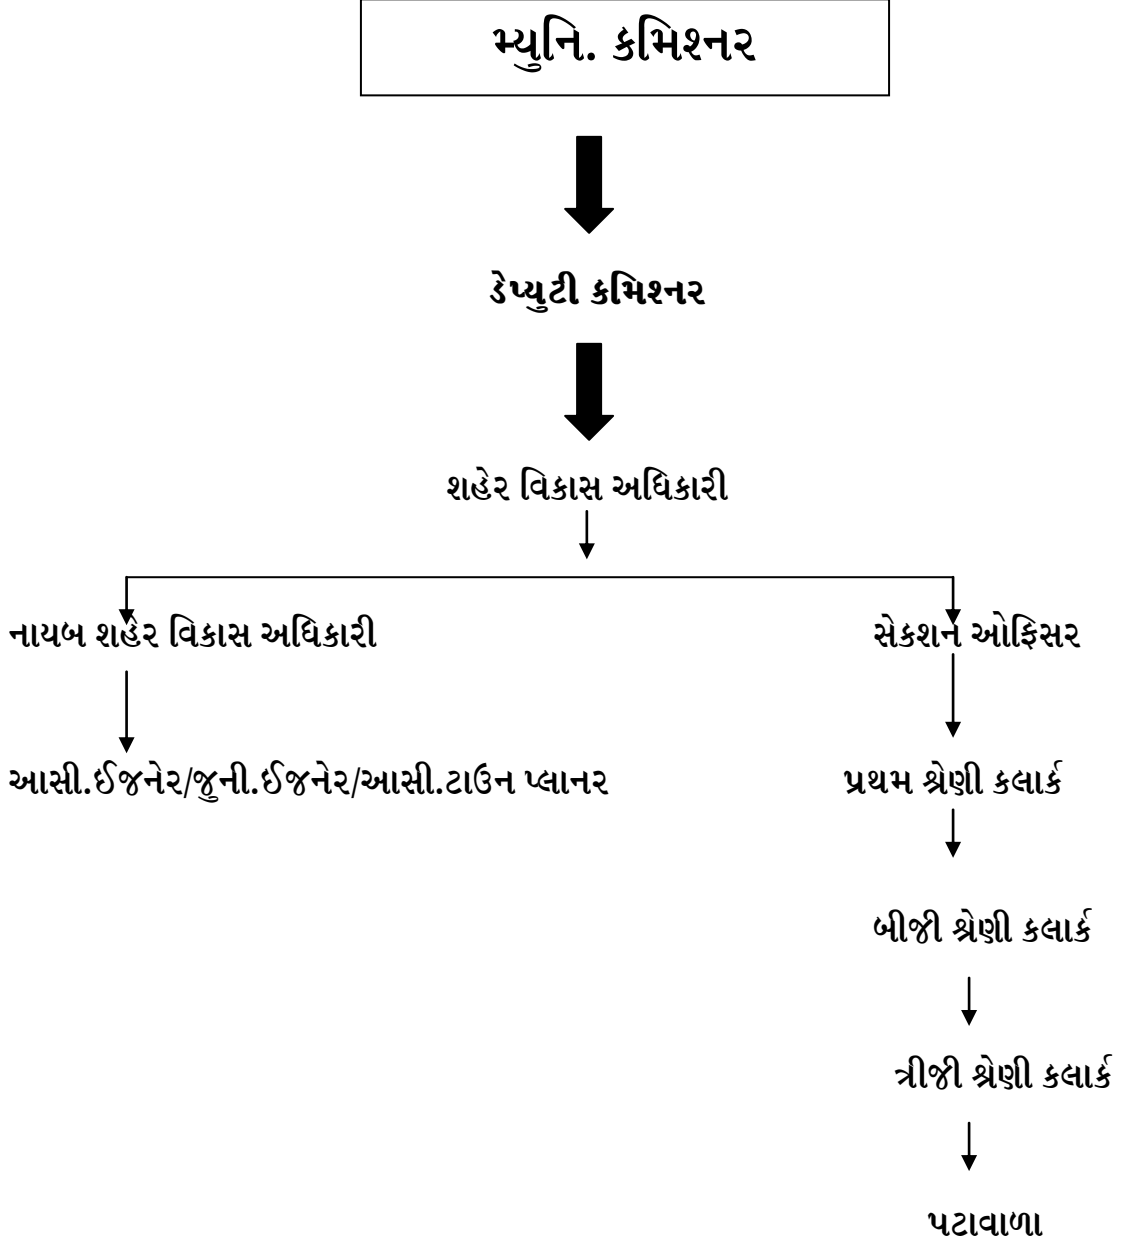 મ્યુનિ. કમિશ્નર
ડેપ્યુટી કમિશ્નર
શહેર વિકાસ અધિકારી
નાયબ શહેર વિકાસ અધિકારી
સેકશન ઓફિસર
આસી.ઈજનેર/જુની.ઈજનેર/આસી.ટાઉન પ્લાનર
પ્રથમ શ્રેણી કલાર્ક
બીજી શ્રેણી કલાર્ક
ત્રીજી શ્રેણી કલાર્ક
પટાવાળા